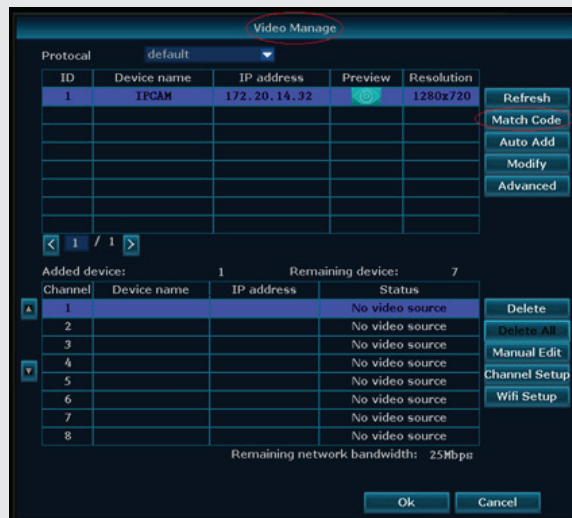 Video Manage
Protocal default
ID Device name IP address Preview Resolution
1 IPCAM 172.20.14.32 1280x720
Refresh
Match Code
Auto Add
Modify
Advanced
< 1 / 1 >
Added device: 1 Remaining device: 7
Channel Device name IP address Status
1 No video source
2 No video source
3 No video source
4 No video source
5 No video source
6 No video source
7 No video source
8 No video source
Delete
Delete All
Manual Edit
Channel Setup
Wifi Setup
Remaining network bandwidth: 25Mbps
Ok Cancel